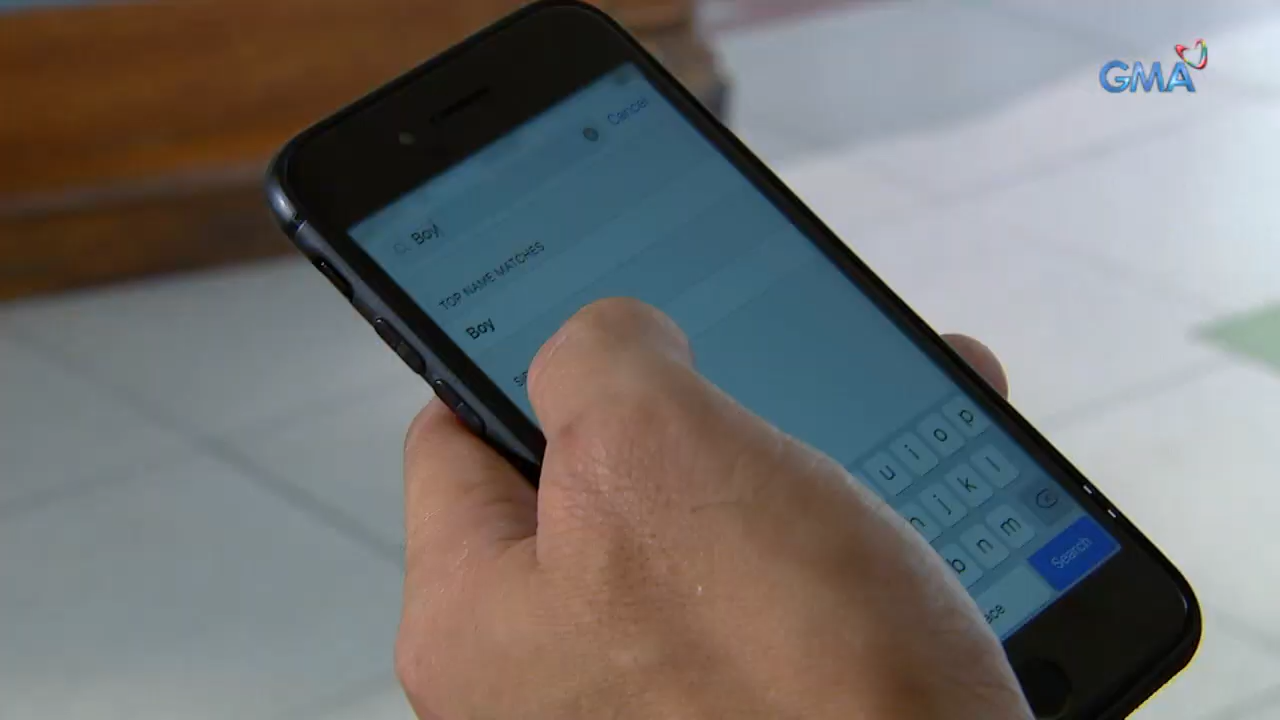 GMA
Cancel
Boy
TOP NAME MATCHES
Boy
u i o p
j k l
b n m
Search